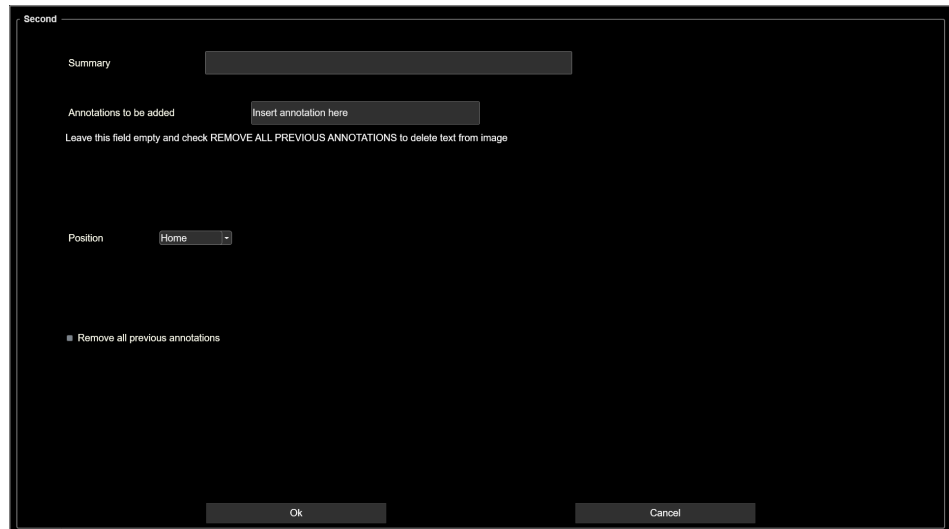 Second
Summary
Annotations to be added Insert annotation here
Leave this field empty and check REMOVE ALL PREVIOUS ANNOTATIONS to delete text from image
Position Home
Remove all previous annotations
Ok Cancel